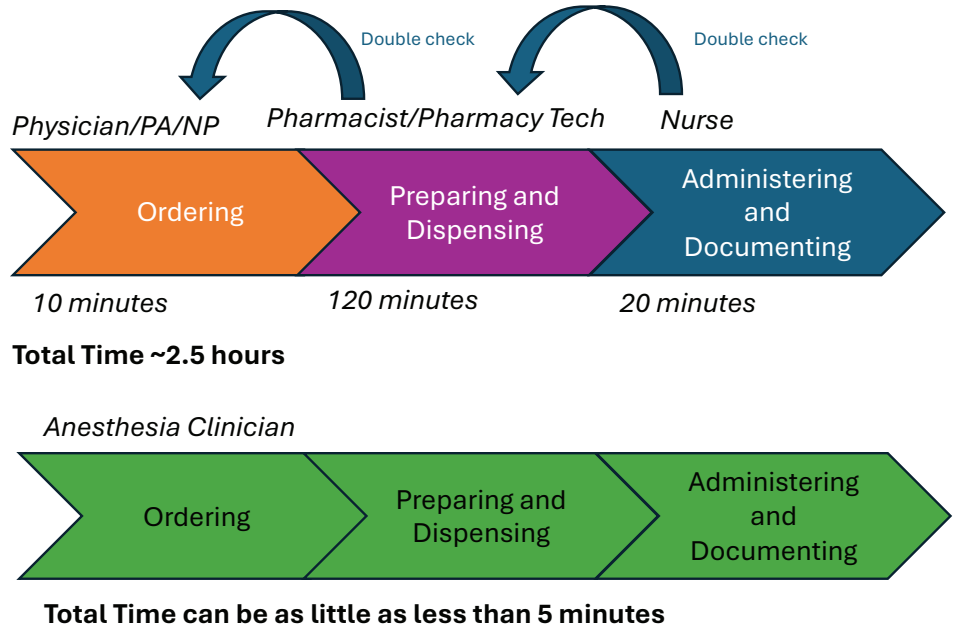 Double check
Double check
Physician/PA/NP
Pharmacist/Pharmacy Tech
Nurse
Ordering
Preparing and
Dispensing
Administering
and
Documenting
10 minutes
120 minutes
20 minutes
Total Time ~2.5 hours
Anesthesia Clinician
Ordering
Preparing and
Dispensing
Administering
and
Documenting
Total Time can be as little as less than 5 minutes